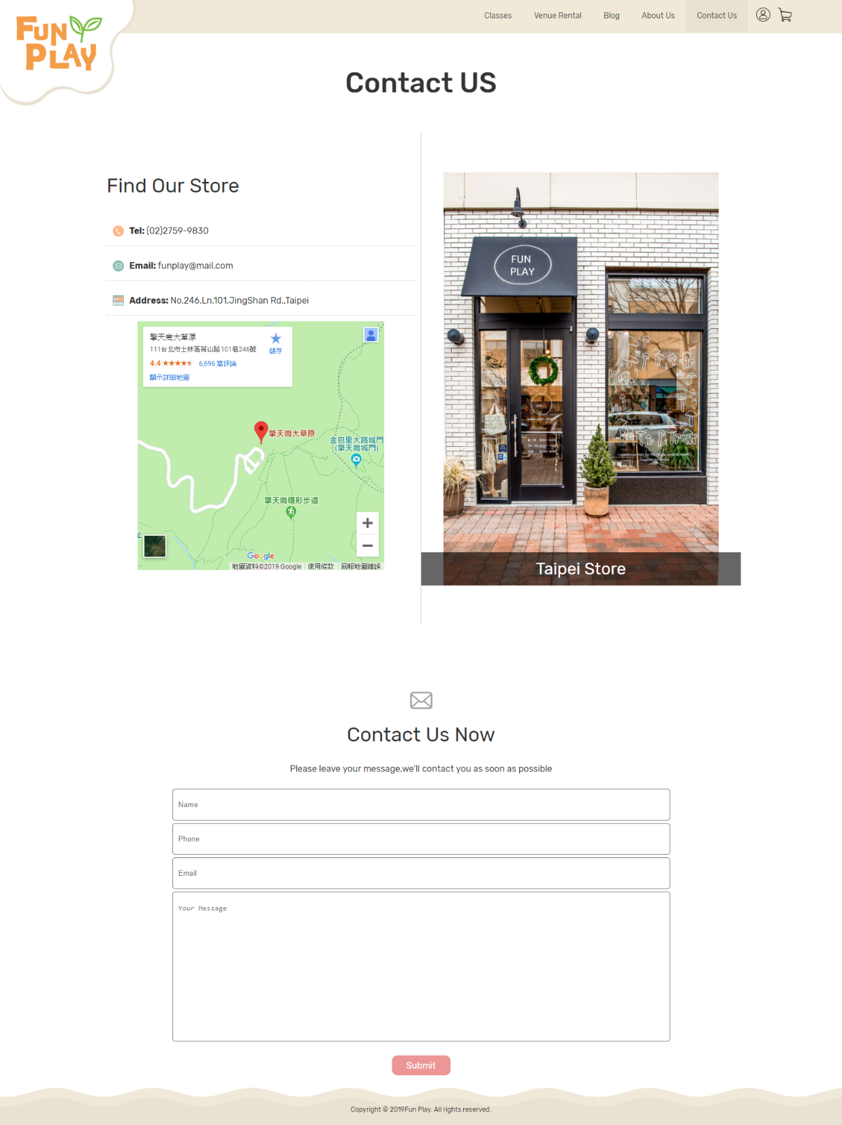 FUN PLAY
Classes
Venue Rental
Blog
About Us
Contact Us
Contact US
Find Our Store
Tel: (02)2759-9830
Email: funplay@mail.com
Address: No.246,Ln.101,JingShan Rd.,Taipei
擎天崗大草原
111台北市士林區菁山路101巷246號
儲存
4.4
6,696 篇評論
顯示詳細地圖
擎天崗大草原
金包里大路城門
(擎天崗城門)
擎天崗環形步道
Google
地圖資料©2019 Google
使用條款
回報地圖錯誤
FUN
PLAY
Taipei Store
Contact Us Now
Please leave your message,we'll contact you as soon as possible
Name
Phone
Email
Your Message
Submit
Copyright © 2019Fun Play. All rights reserved.